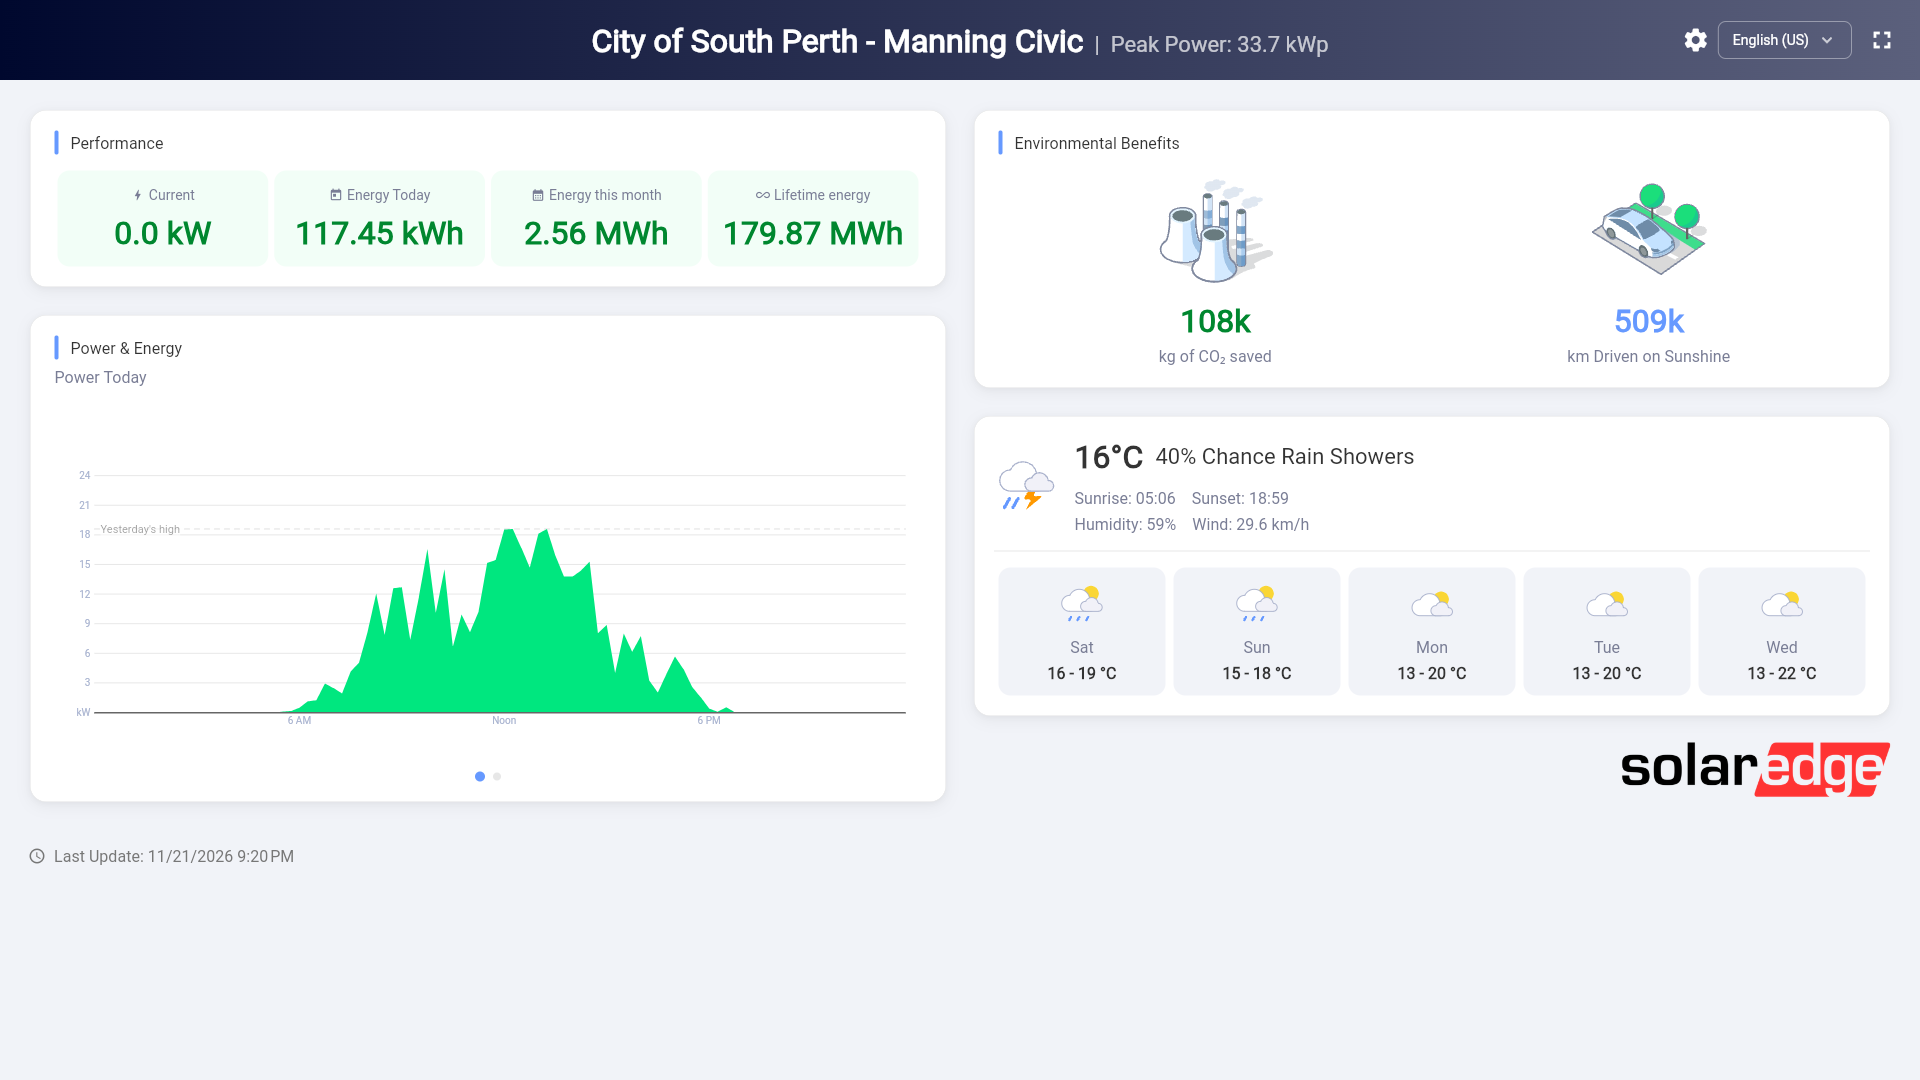 City of South Perth - Manning Civic | Peak Power: 33.7 kWp
English (US)
Performance
Current
0.0 kW
Energy Today
117.45 kWh
Energy this month
2.56 MWh
Lifetime energy
179.87 MWh
Power & Energy
Power Today
24
21
Yesterday's high
18
15
12
9
6
3
kW
6 AM
Noon
6 PM
Environmental Benefits
108k
kg of CO₂ saved
509k
km Driven on Sunshine
16°C 40% Chance Rain Showers
Sunrise: 05:06 Sunset: 18:59
Humidity: 59% Wind: 29.6 km/h
Sat
16 - 19 °C
Sun
15 - 18 °C
Mon
13 - 20 °C
Tue
13 - 20 °C
Wed
13 - 22 °C
solaredge
Last Update: 11/21/2026 9:20 PM